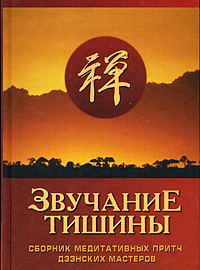 禅
ЗВУЧАНИЕ
ТИШИНЫ
СБОРНИК МЕДИТАТИВНЫХ ПРИТЧ
ДЗЭНСКИХ МАСТЕРОВ